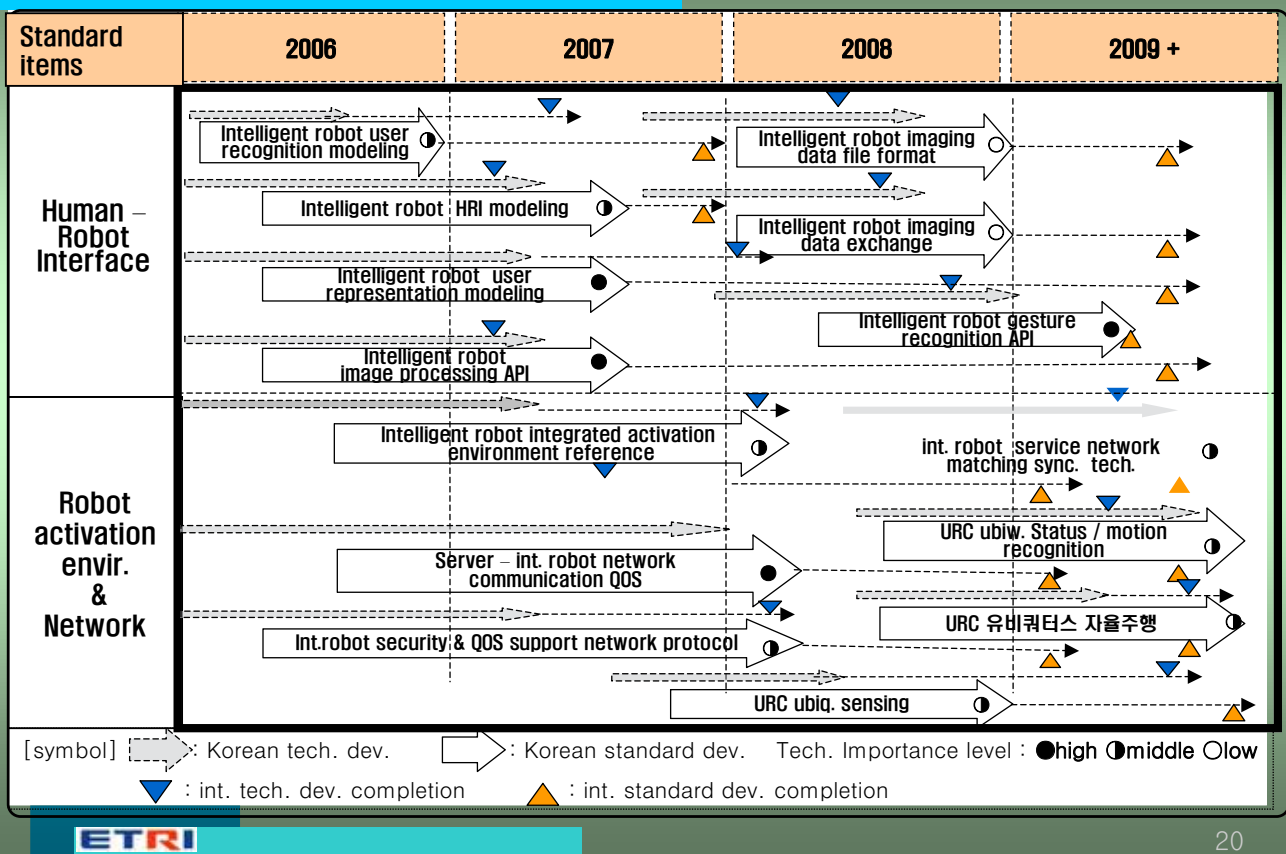 Standard items
2006
2007
2008
2009 +
Human – Robot Interface
Intelligent robot user
recognition modeling
Intelligent robot imaging
data file format
Intelligent robot HRI modeling
Intelligent robot imaging
data exchange
Intelligent robot user
representation modeling
Intelligent robot gesture
recognition API
Intelligent robot
image processing API
Robot activation envir. & Network
Intelligent robot integrated activation
environment reference
int. robot service network
matching sync. tech.
URC ubiw. Status / motion
recognition
Server – int. robot network
communication QOS
URC 유비쿼터스 자율주행
Int.robot security & QOS support network protocol
URC ubiq. sensing
[symbol] : Korean tech. dev. : Korean standard dev. Tech. Importance level : ●high ◑middle ○low
: int. tech. dev. completion : int. standard dev. completion
ETRI
20